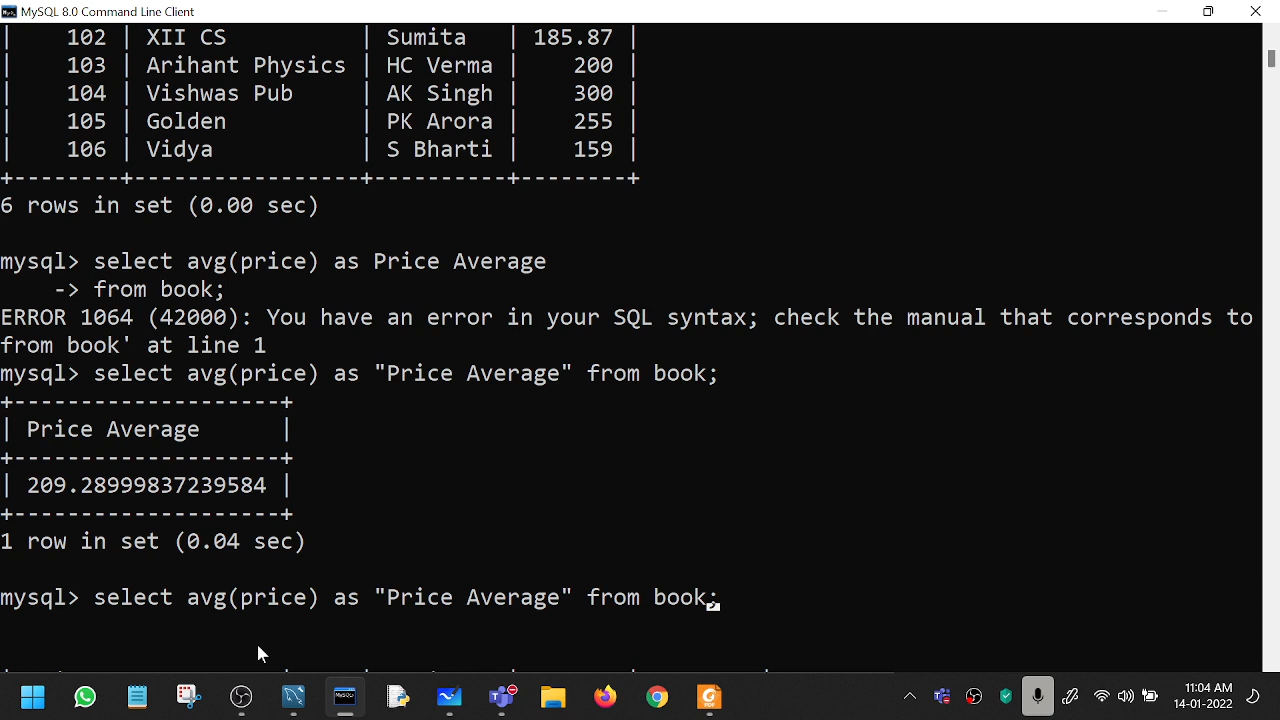 MySQL 8.0 Command Line Client
|     102 | XII CS          | Sumita   | 185.87 |
|     103 | Arihant Physics | HC Verma |    200 |
|     104 | Vishwas Pub     | AK Singh |    300 |
|     105 | Golden          | PK Arora |    255 |
|     106 | Vidya           | S Bharti |    159 |
+--------+-----------------+----------+--------+
6 rows in set (0.00 sec)
mysql> select avg(price) as Price Average
    -> from book;
ERROR 1064 (42000): You have an error in your SQL syntax; check the manual that corresponds to
from book' at line 1
mysql> select avg(price) as "Price Average" from book;
+--------------------+
| Price Average      |
+--------------------+
| 209.28999837239584 |
+--------------------+
1 row in set (0.04 sec)
mysql> select avg(price) as "Price Average" from book;
11:04 AM
14-01-2022